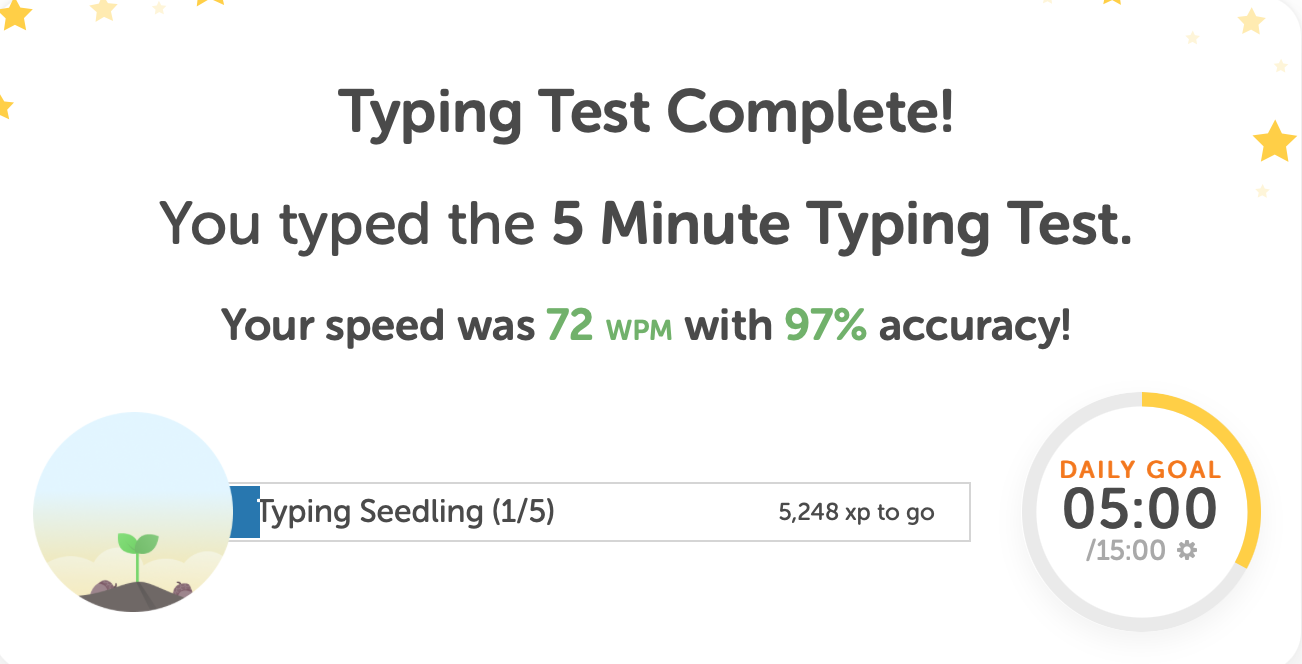 Typing Test Complete!
You typed the 5 Minute Typing Test.
Your speed was 72 WPM with 97% accuracy!
Typing Seedling (1/5) 5,248 xp to go
DAILY GOAL
05:00
/15:00